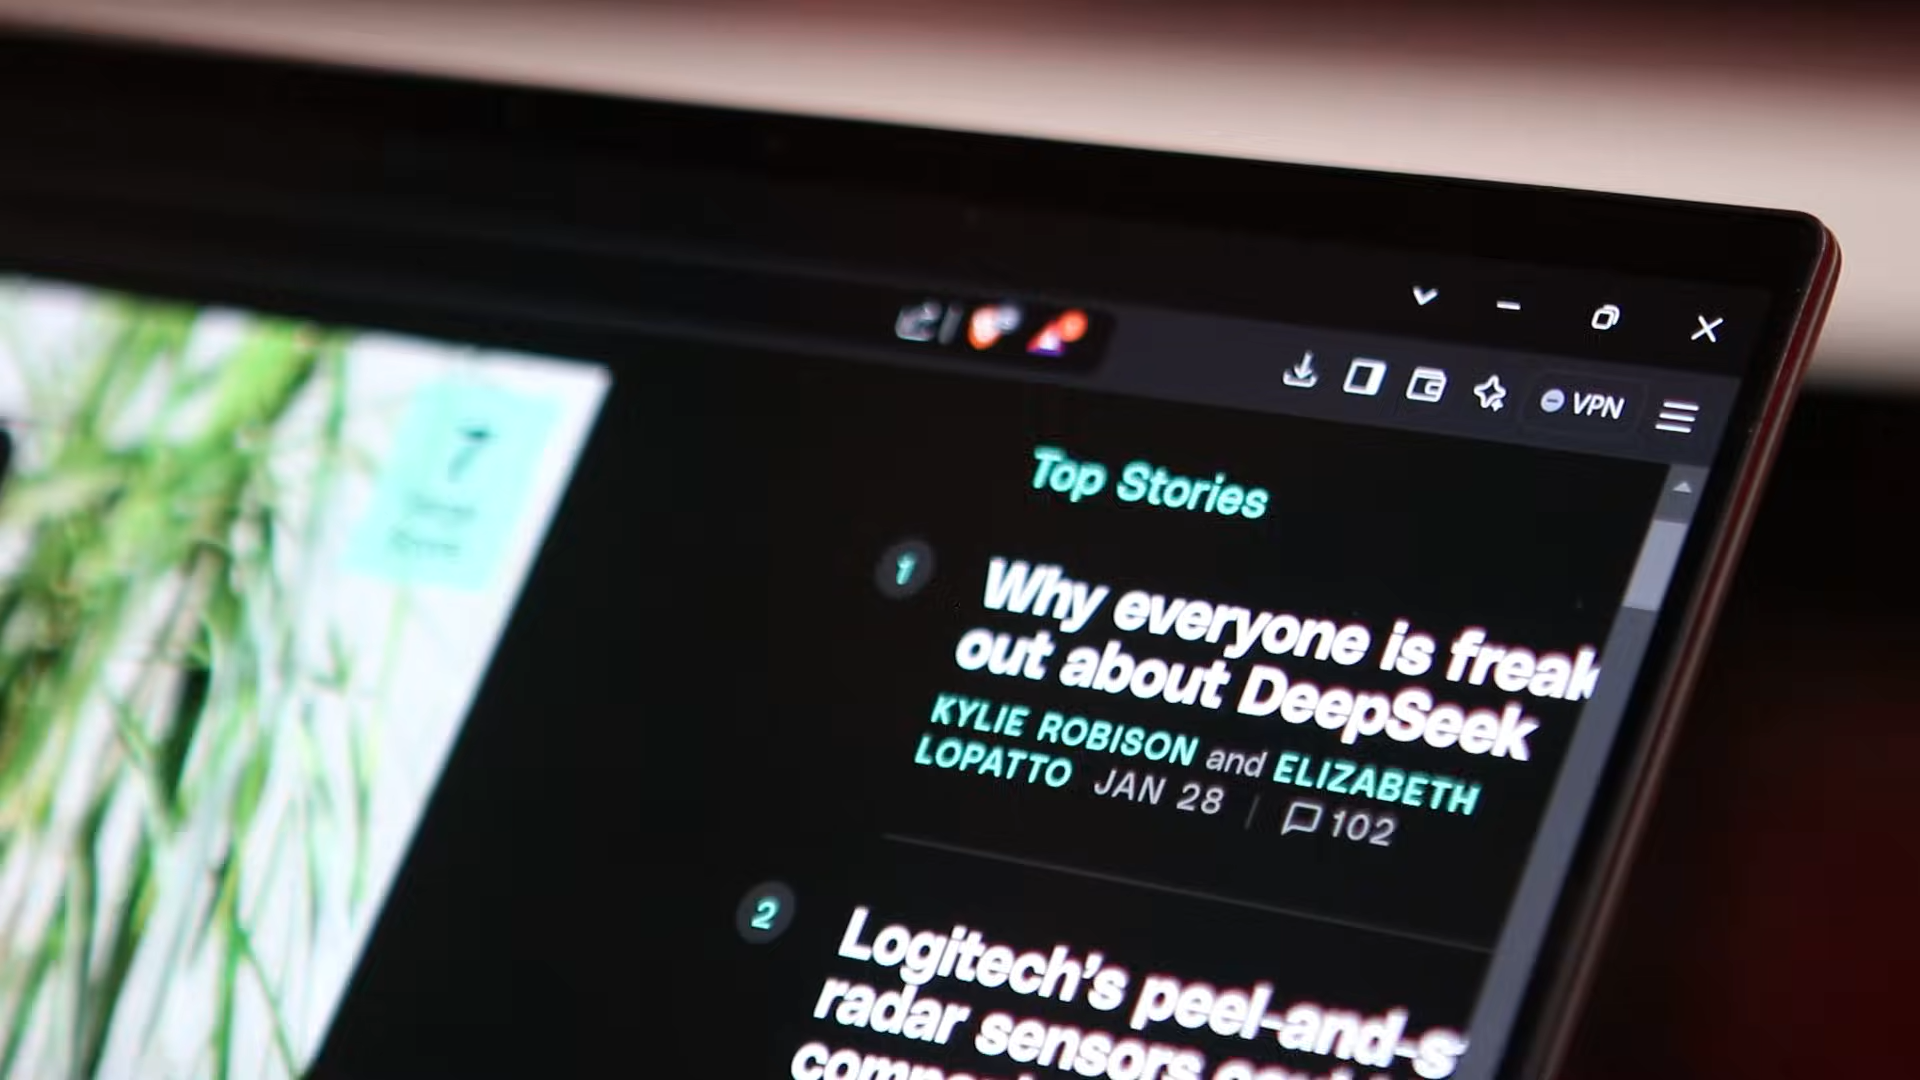 VPN
Top Stories
1
Why everyone is freak
out about DeepSeek
KYLIE ROBISON and ELIZABETH
LOPATTO JAN 28 | 102
2
Logitech's peel-and-s
radar sensors
7